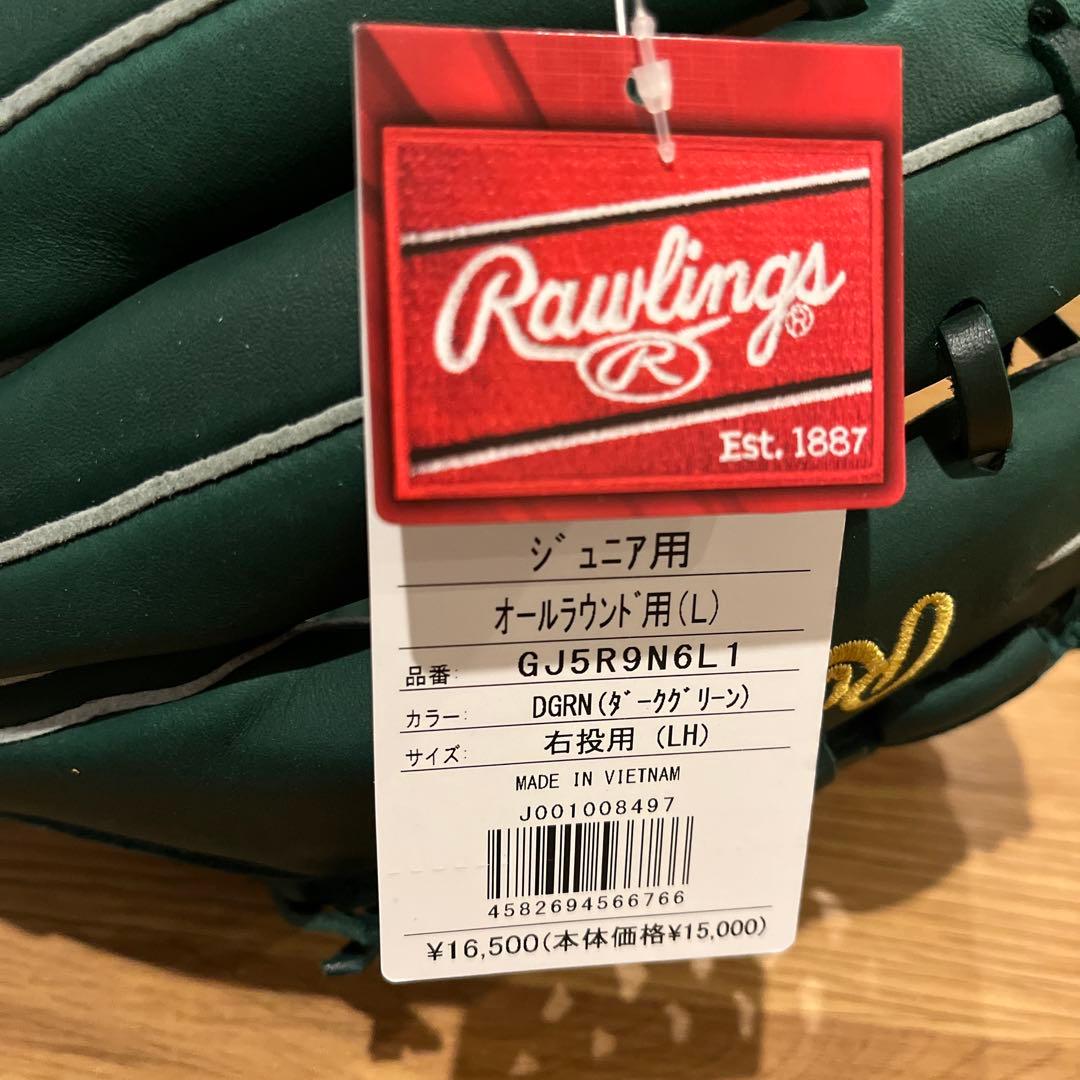 Rawlings®
R
Est. 1887
ジュニア用
オールラウンド用(L)
品番: GJ5R9N6L1
カラー: DGRN(ダークグリーン)
サイズ: 右投用 (LH)
MADE IN VIETNAM
J001008497
4582694566766
¥16,500(本体価格¥15,000)